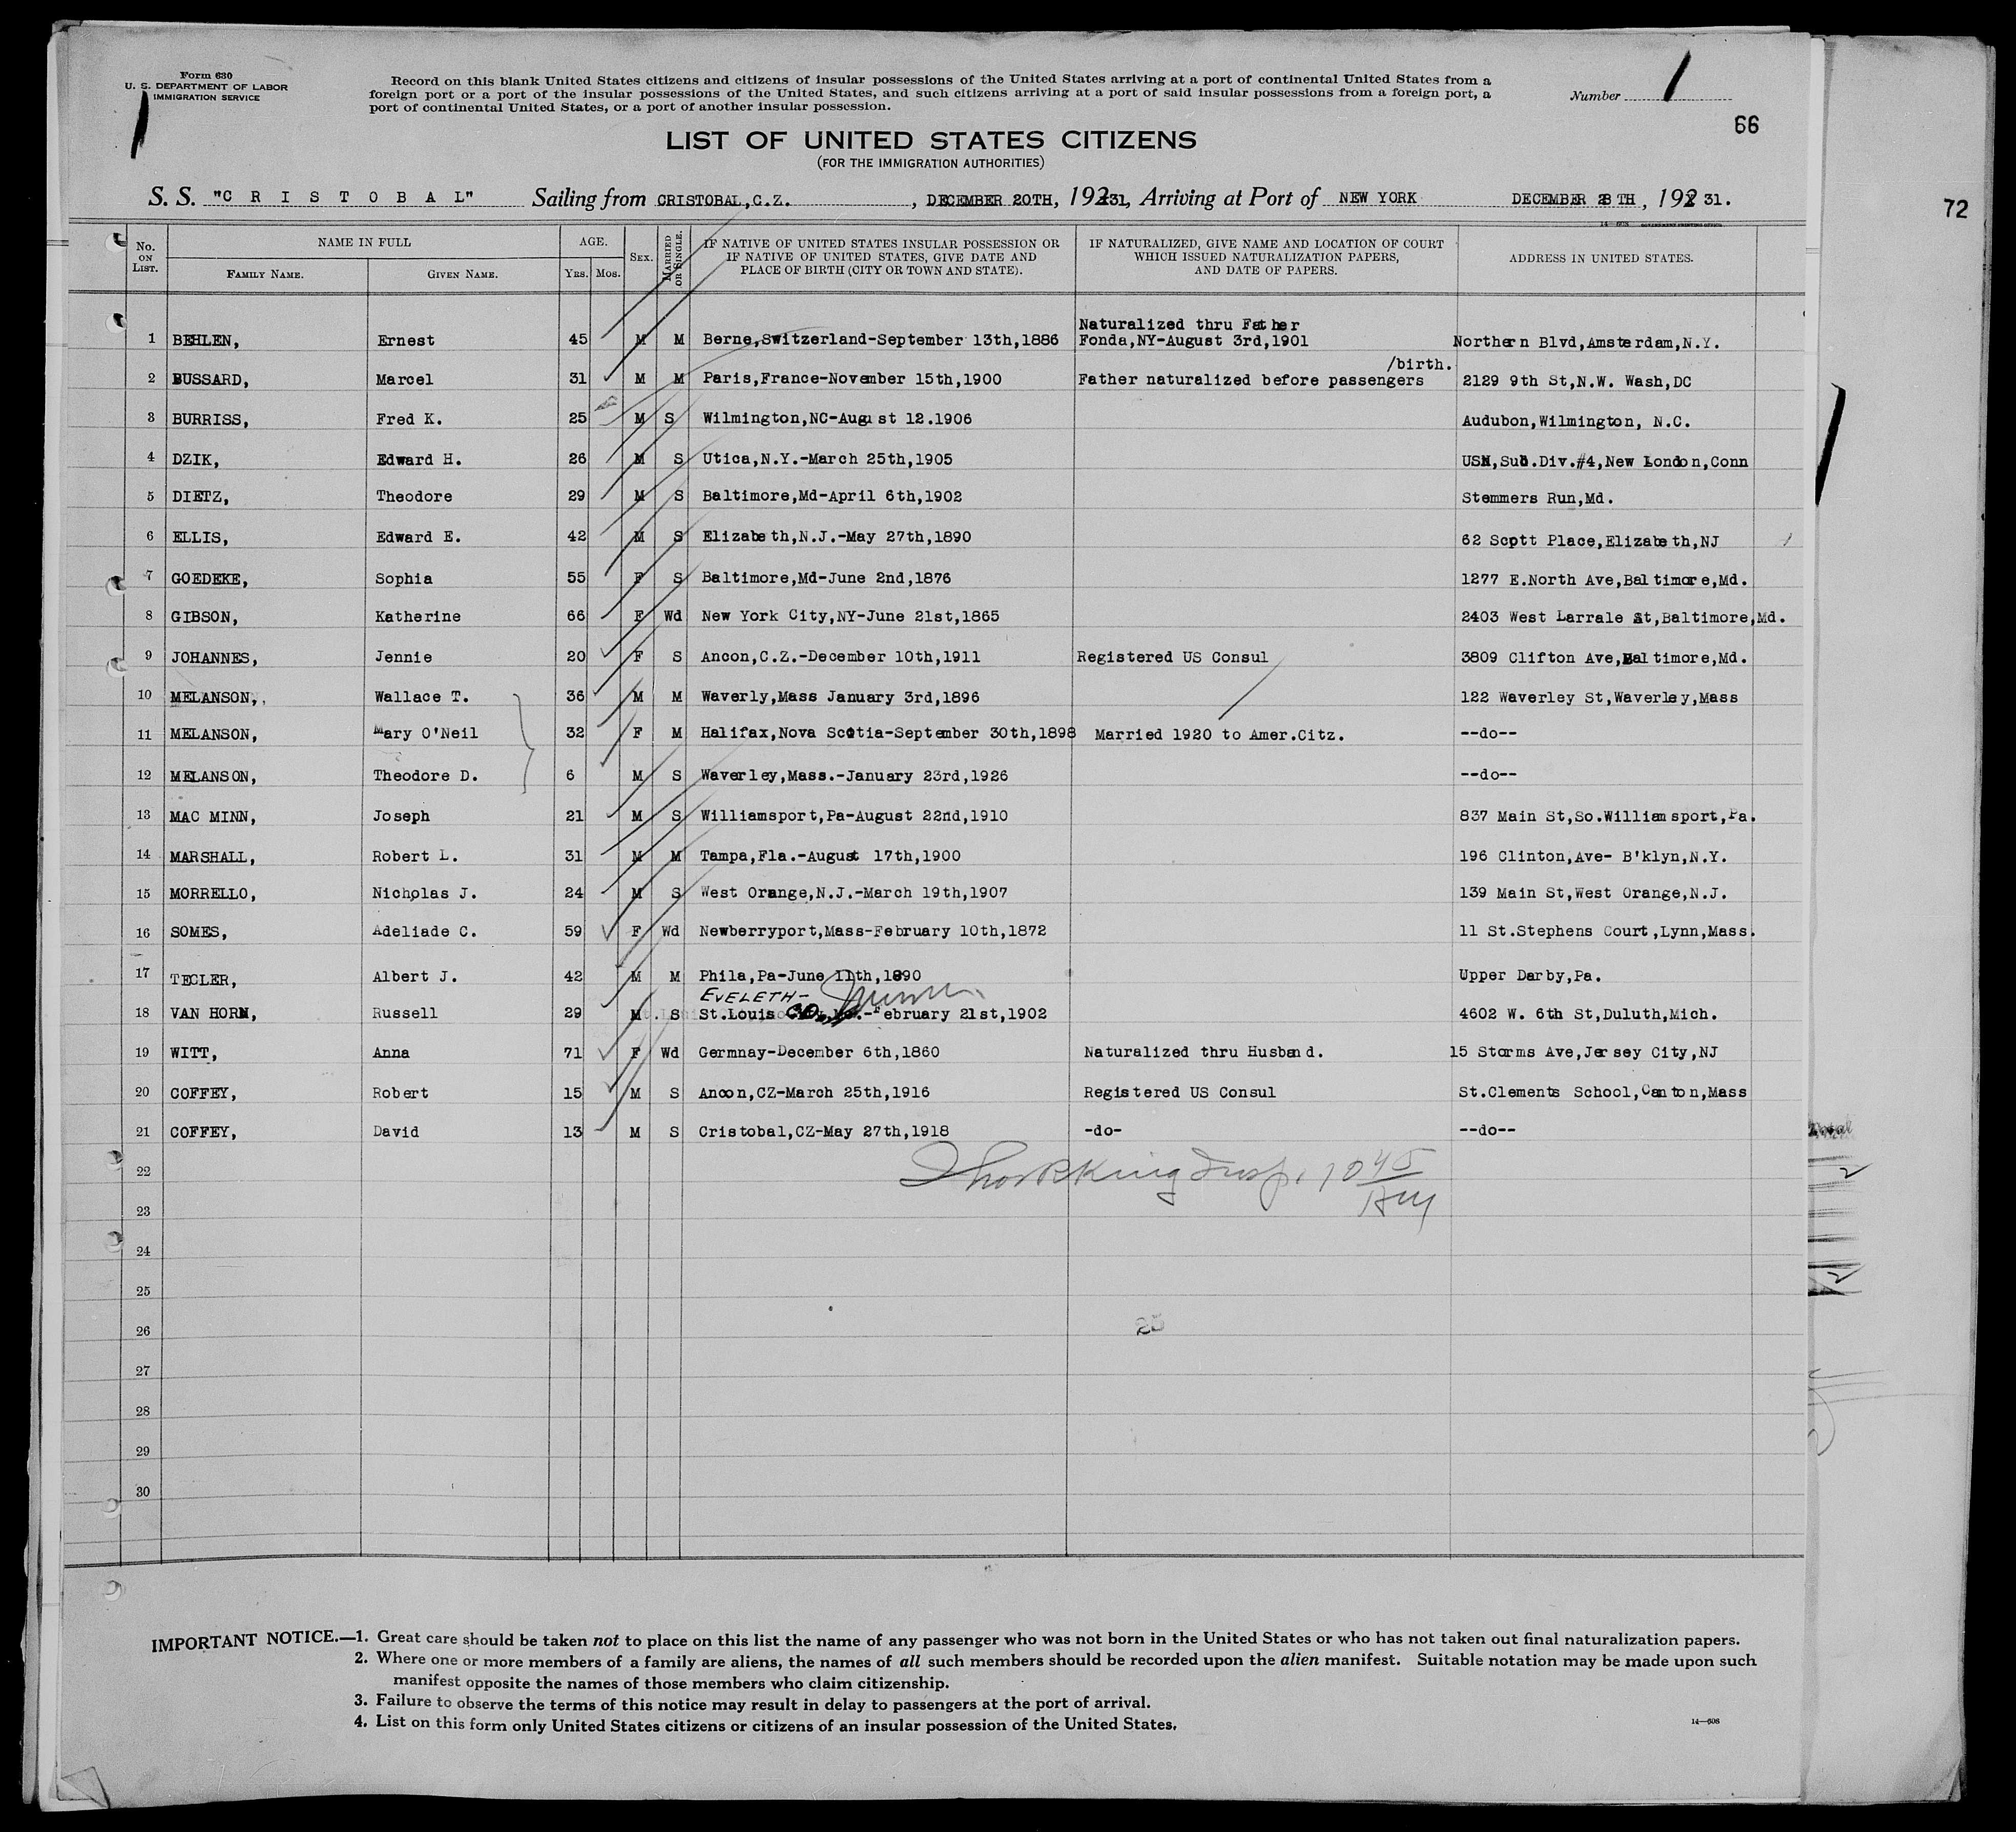 Form 630
U. S. DEPARTMENT OF LABOR
IMMIGRATION SERVICE
Record on this blank United States citizens and citizens of insular possessions of the United States arriving at a port of continental United States from a
foreign port or a port of the insular possessions of the United States, and such citizens arriving at a port of said insular possessions from a foreign port, a
port of continental United States, or a port of another insular possession.
Number 1
1
66
72
LIST OF UNITED STATES CITIZENS
(FOR THE IMMIGRATION AUTHORITIES)
S. S. "C R I S T O B A L" Sailing from CRISTOBAL,C.Z. , DECEMBER 20TH, 192 31, Arriving at Port of NEW YORK DECEMBER 28 TH , 192 31.
No. ON LIST. NAME IN FULL FAMILY NAME. GIVEN NAME. AGE. YRS. MOS. SEX. MARRIED OR SINGLE. IF NATIVE OF UNITED STATES INSULAR POSSESSION OR IF NATIVE OF UNITED STATES, GIVE DATE AND PLACE OF BIRTH (CITY OR TOWN AND STATE). IF NATURALIZED, GIVE NAME AND LOCATION OF COURT WHICH ISSUED NATURALIZATION PAPERS, AND DATE OF PAPERS. ADDRESS IN UNITED STATES.
Naturalized thru Father
1 BEHLEN, Ernest 45 M M Berne,Switzerland-September 13th,1886 Fonda,NY-August 3rd,1901 Northern Blvd,Amsterdam,N.Y.
/birth.
2 BUSSARD, Marcel 31 M M Paris,France-November 15th,1900 Father naturalized before passengers 2129 9th St,N.W. Wash,DC
3 BURRISS, Fred K. 25 M S Wilmington,NC-August 12.1906 Audubon,Wilmington, N.C.
4 DZIK, Edward H. 26 M S Utica,N.Y.-March 25th,1905 USN,Sub.Div.#4,New London,Conn
5 DIETZ, Theodore 29 M S Baltimore,Md-April 6th,1902 Stemmers Run,Md.
6 ELLIS, Edward E. 42 M S Elizabeth,N.J.-May 27th,1890 62 Scott Place,Elizabeth,NJ
7 GOEDEKE, Sophia 55 F S Baltimore,Md-June 2nd,1876 1277 E.North Ave,Baltimore,Md.
8 GIBSON, Katherine 66 F Wd New York City,NY-June 21st,1865 2403 West Larrale St,Baltimore,Md.
9 JOHANNES, Jennie 20 F S Ancon,C.Z.-December 10th,1911 Registered US Consul 3809 Clifton Ave,Baltimore,Md.
10 MELANSON, Wallace T. 36 M M Waverly,Mass January 3rd,1896 122 Waverley St,Waverley,Mass
11 MELANSON, Mary O'Neil 32 F M Halifax,Nova Scotia-September 30th,1898 Married 1920 to Amer.Citz. --do--
12 MELANSON, Theodore D. 6 M S Waverley,Mass.-January 23rd,1926 --do--
13 MAC MINN, Joseph 21 M S Williamsport,Pa-August 22nd,1910 837 Main St,So.Williamsport,Pa.
14 MARSHALL, Robert L. 31 M M Tampa,Fla.-August 17th,1900 196 Clinton,Ave- B'klyn,N.Y.
15 MORRELLO, Nicholas J. 24 M S West Orange,N.J.-March 19th,1907 139 Main St,West Orange,N.J.
16 SOMES, Adeliade C. 59 F Wd Newberryport,Mass-February 10th,1872 11 St.Stephens Court,Lynn,Mass.
17 TECLER, Albert J. 42 M M Phila,Pa-June 11th,1890 Upper Darby,Pa.
EVELETH-
18 VAN HORN, Russell 29 M S St.Louis February 21st,1902 4602 W. 6th St,Duluth,Mich.
19 WITT, Anna 71 F Wd Germnay-December 6th,1860 Naturalized thru Husband. 15 Storms Ave,Jersey City,NJ
20 COFFEY, Robert 15 M S Ancon,CZ-March 25th,1916 Registered US Consul St.Clements School,Canton,Mass
21 COFFEY, David 13 M S Cristobal,CZ-May 27th,1918 -do- --do--
22
23
24
25
26
27
28
29
30
IMPORTANT NOTICE.—1. Great care should be taken not to place on this list the name of any passenger who was not born in the United States or who has not taken out final naturalization papers.
2. Where one or more members of a family are aliens, the names of all such members should be recorded upon the alien manifest. Suitable notation may be made upon such
manifest opposite the names of those members who claim citizenship.
3. Failure to observe the terms of this notice may result in delay to passengers at the port of arrival.
4. List on this form only United States citizens or citizens of an insular possession of the United States.
14—608